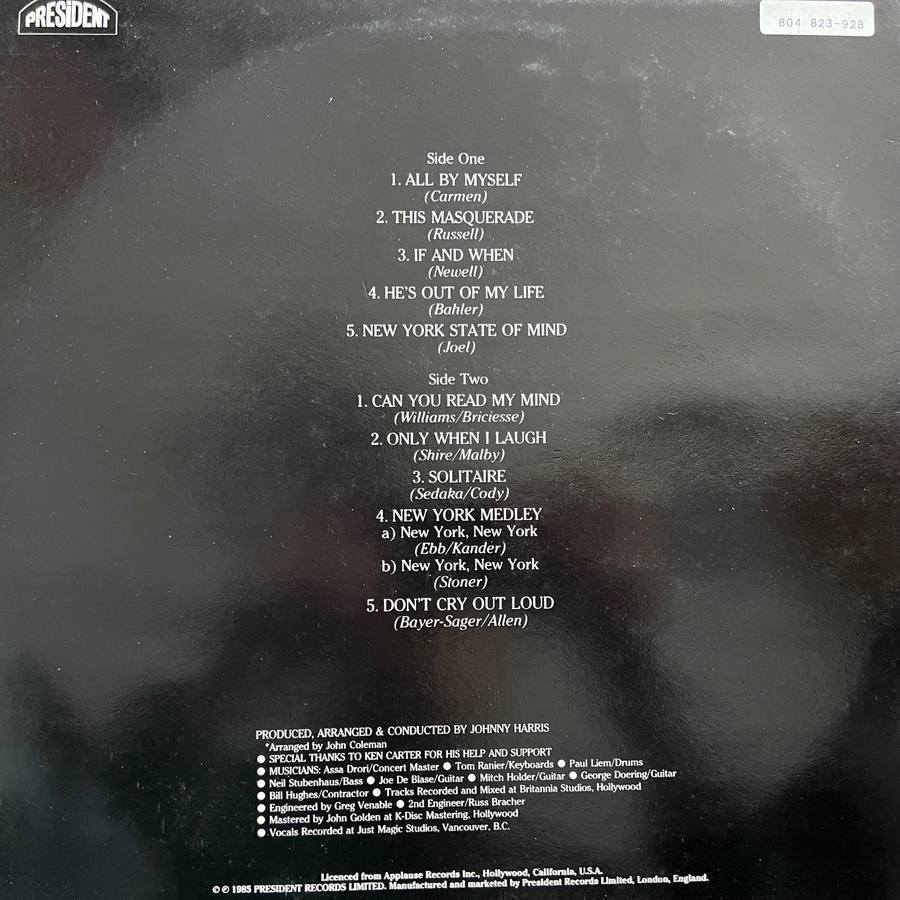 PRESIDENT
804 823-928
Side One
1. ALL BY MYSELF
(Carmen)
2. THIS MASQUERADE
(Russell)
3. IF AND WHEN
(Newell)
4. HE'S OUT OF MY LIFE
(Bahler)
5. NEW YORK STATE OF MIND
(Joel)
Side Two
1. CAN YOU READ MY MIND
(Williams/Briciesse)
2. ONLY WHEN I LAUGH
(Shire/Malby)
3. SOLITAIRE
(Sedaka/Cody)
4. NEW YORK MEDLEY
a) New York, New York
(Ebb/Kander)
b) New York, New York
(Stoner)
5. DON'T CRY OUT LOUD
(Bayer-Sager/Allen)
PRODUCED, ARRANGED & CONDUCTED BY JOHNNY HARRIS
*Arranged by John Coleman
● SPECIAL THANKS TO KEN CARTER FOR HIS HELP AND SUPPORT
● MUSICIANS: Assa Drori/Concert Master ● Tom Ranier/Keyboards ● Paul Liem/Drums
● Neil Stubenhaus/Bass ● Joe De Blase/Guitar ● Mitch Holder/Guitar ● George Doering/Guitar
● Bill Hughes/Contractor ● Tracks Recorded and Mixed at Britannia Studios, Hollywood
● Engineered by Greg Venable ● 2nd Engineer/Russ Bracher
● Mastered by John Golden at K-Disc Mastering, Hollywood
● Vocals Recorded at Just Magic Studios, Vancouver, B.C.
Licenced from Applause Records Inc., Hollywood, California, U.S.A.
© ℗ 1985 PRESIDENT RECORDS LIMITED. Manufactured and marketed by President Records Limited, London, England.